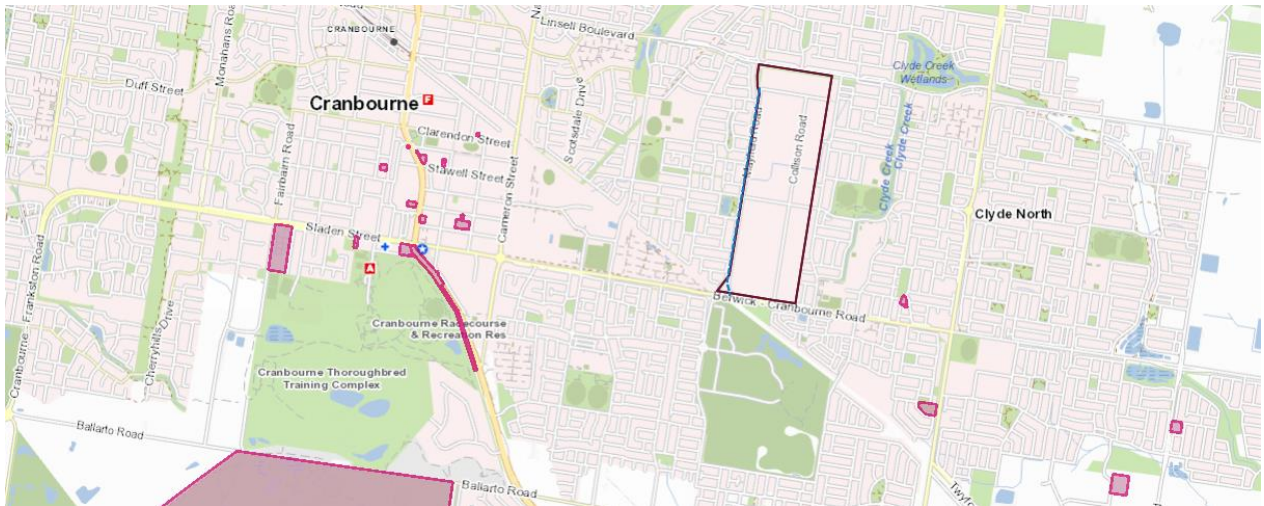 CRANBOURNE
Linsell Boulevard
Monahans Road
Duff Street
Cranbourne
F
Clarendon Street
Stawell Street
Scotsdale Drive
Cameron Street
Fairbairn Road
Sladen Street
A
Mayfield Road
Collison Road
Clyde Creek
Wetlands
Clyde Creek
Clyde Creek
Clyde North
Berwick - Cranbourne Road
Cranbourne Frankston Road
Cherryhills Drive
Cranbourne Racecourse
& Recreation Res
Cranbourne Thoroughbred
Training Complex
Ballarto Road
Ballarto Road